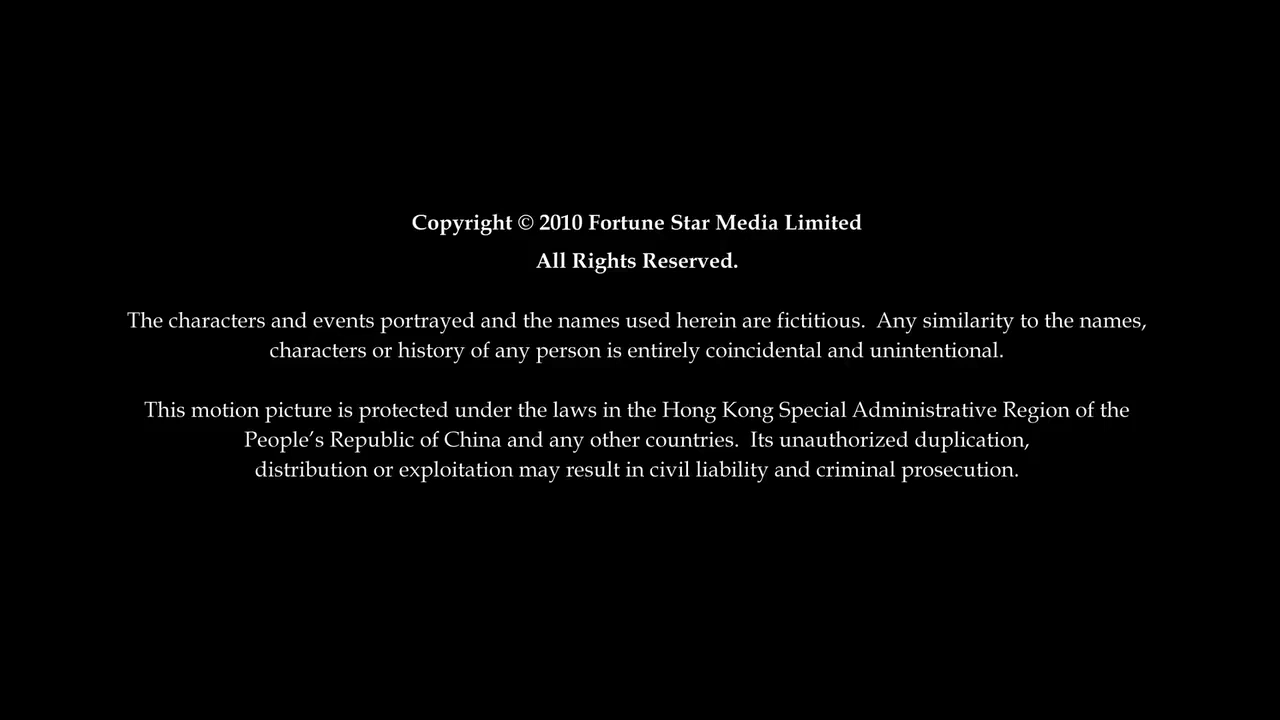 Copyright © 2010 Fortune Star Media Limited
All Rights Reserved.
The characters and events portrayed and the names used herein are fictitious.  Any similarity to the names,
characters or history of any person is entirely coincidental and unintentional.
This motion picture is protected under the laws in the Hong Kong Special Administrative Region of the
People’s Republic of China and any other countries.  Its unauthorized duplication,
distribution or exploitation may result in civil liability and criminal prosecution.